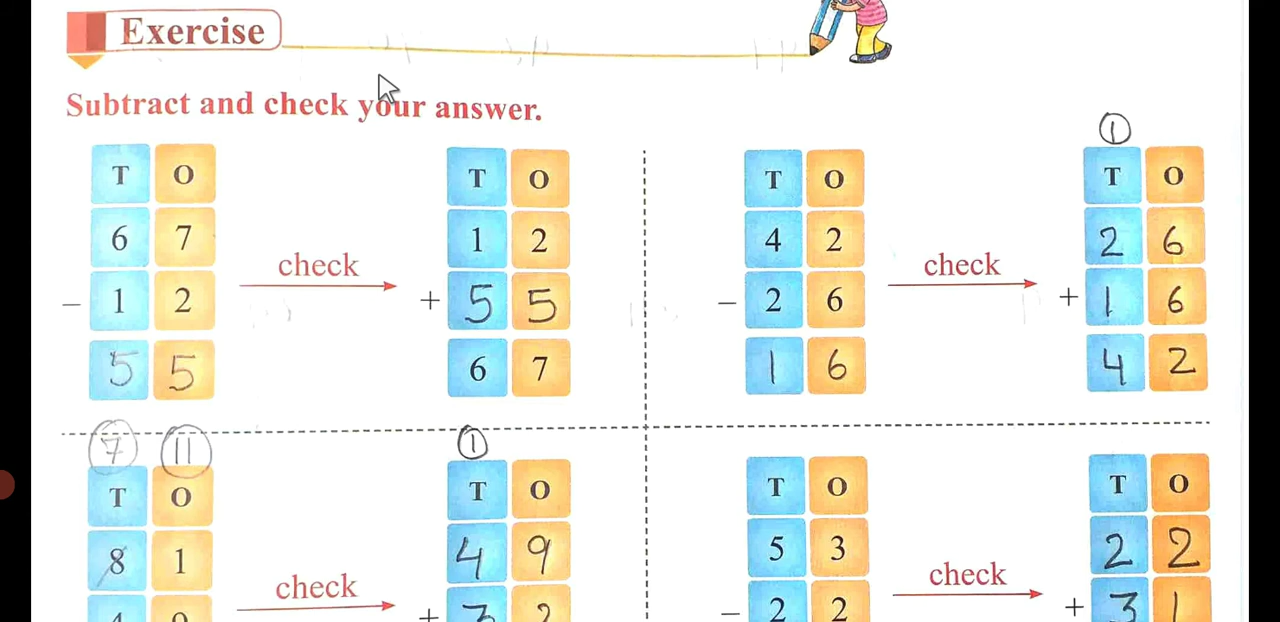 Exercise
Subtract and check your answer.
①
T O T O T O T O
6 7 1 2 4 2 2 6
check check
− 1 2 + 5 5 − 2 6 + 1 6
5 5 6 7 1 6 4 2
⑦ ⑪ ①
T O T O T O T O
8 1 4 9 5 3 2 2
check check
+ − 2 2 + 3 1